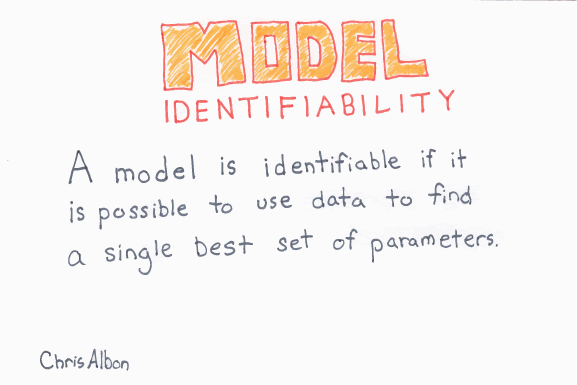 MODEL
IDENTIFIABILITY
A model is identifiable if it
is possible to use data to find
a single best set of parameters.
Chris Albon